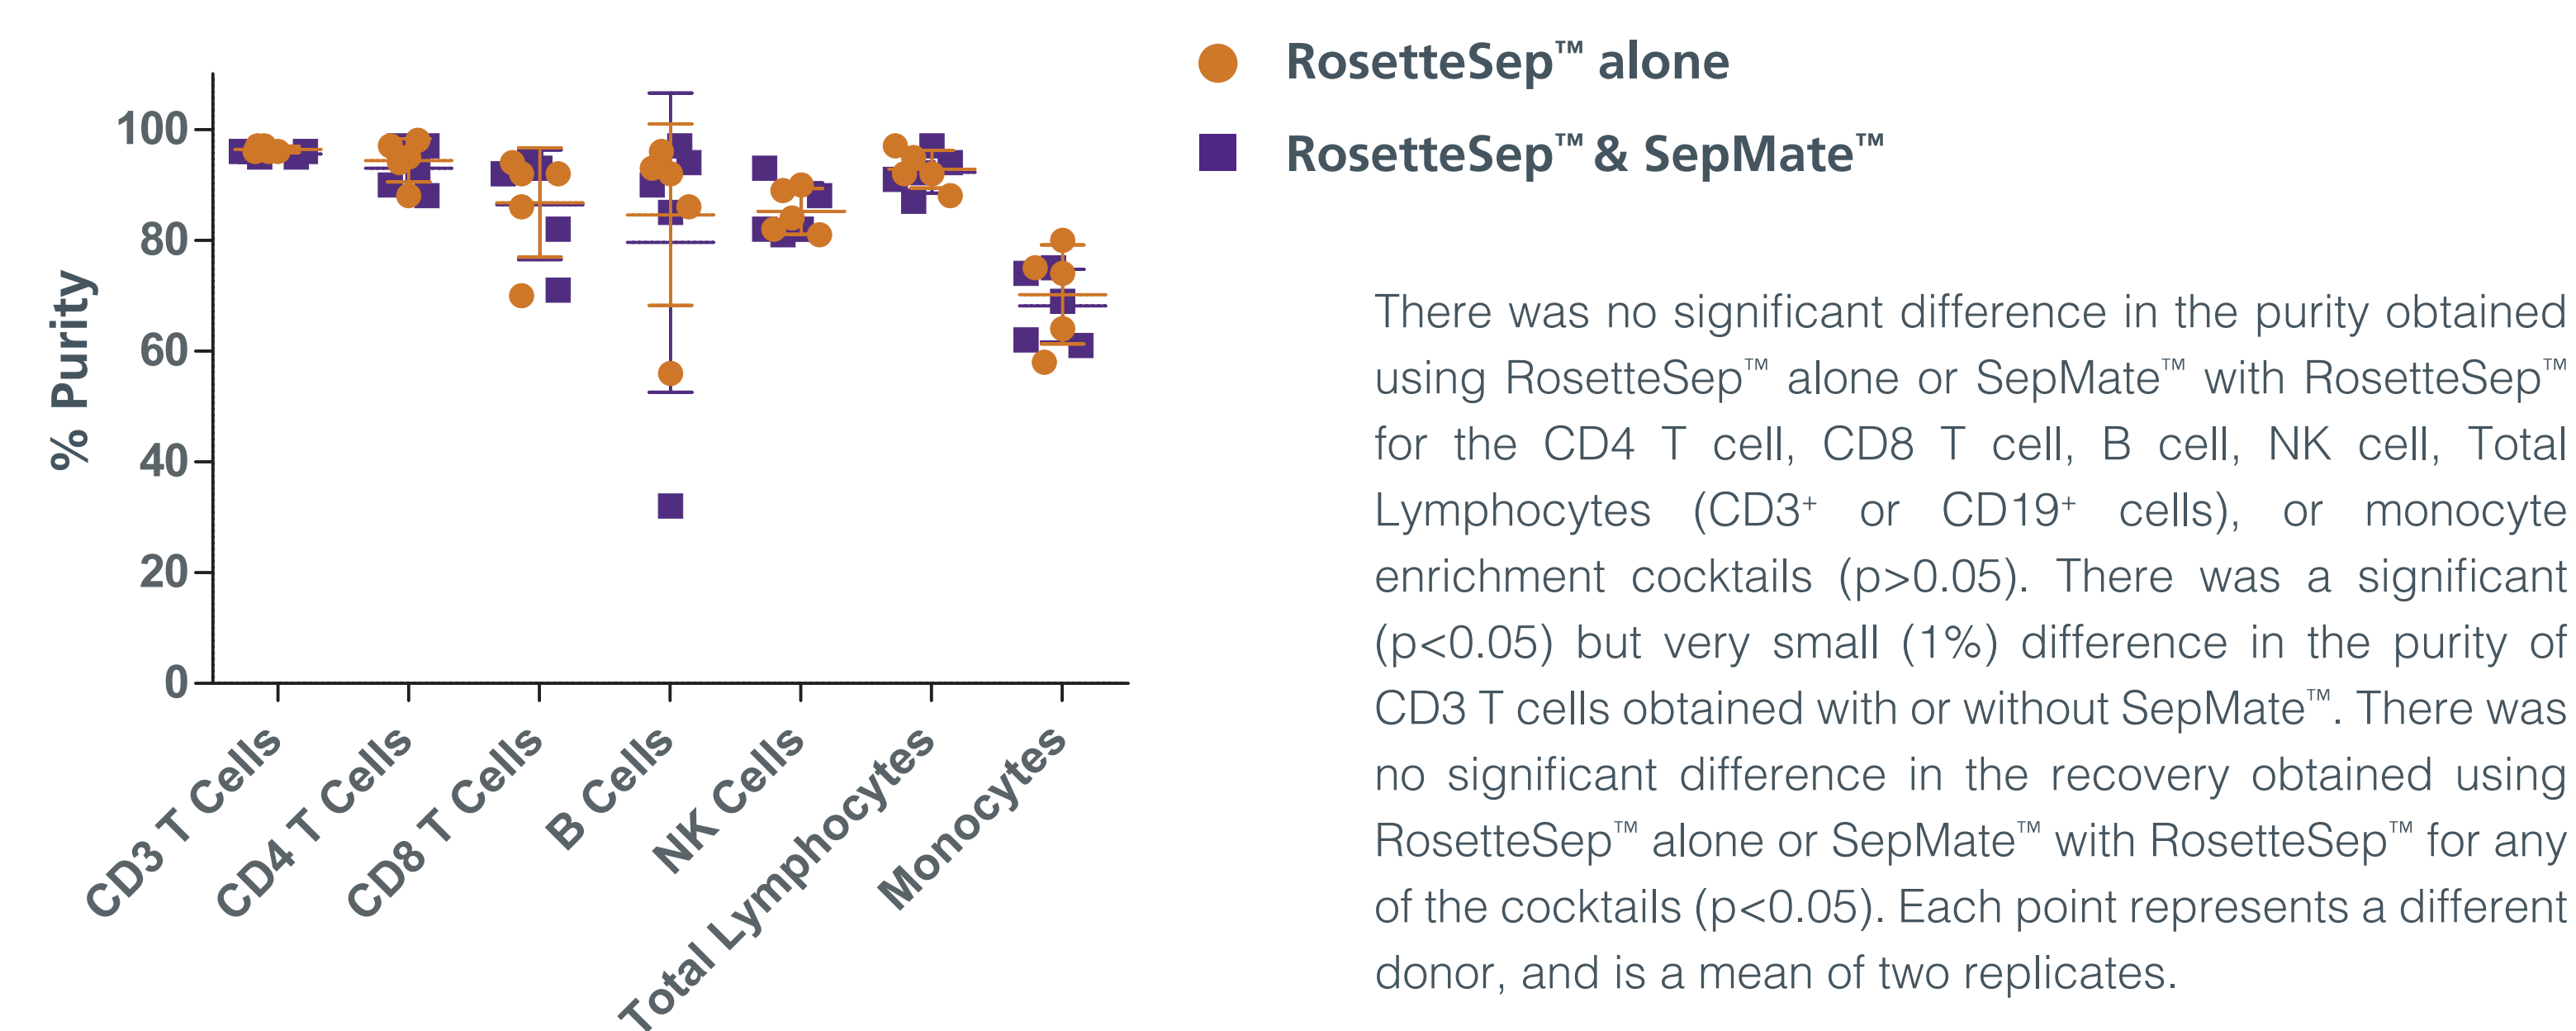 RosetteSep™ alone
RosetteSep™ & SepMate™
% Purity
100
80
60
40
20
0
CD3 T Cells
CD4 T Cells
CD8 T Cells
B Cells
NK Cells
Total Lymphocytes
Monocytes
There was no significant difference in the purity obtained
using RosetteSep™ alone or SepMate™ with RosetteSep™
for the CD4 T cell, CD8 T cell, B cell, NK cell, Total
Lymphocytes (CD3⁺ or CD19⁺ cells), or monocyte
enrichment cocktails (p>0.05). There was a significant
(p<0.05) but very small (1%) difference in the purity of
CD3 T cells obtained with or without SepMate™. There was
no significant difference in the recovery obtained using
RosetteSep™ alone or SepMate™ with RosetteSep™ for any
of the cocktails (p<0.05). Each point represents a different
donor, and is a mean of two replicates.